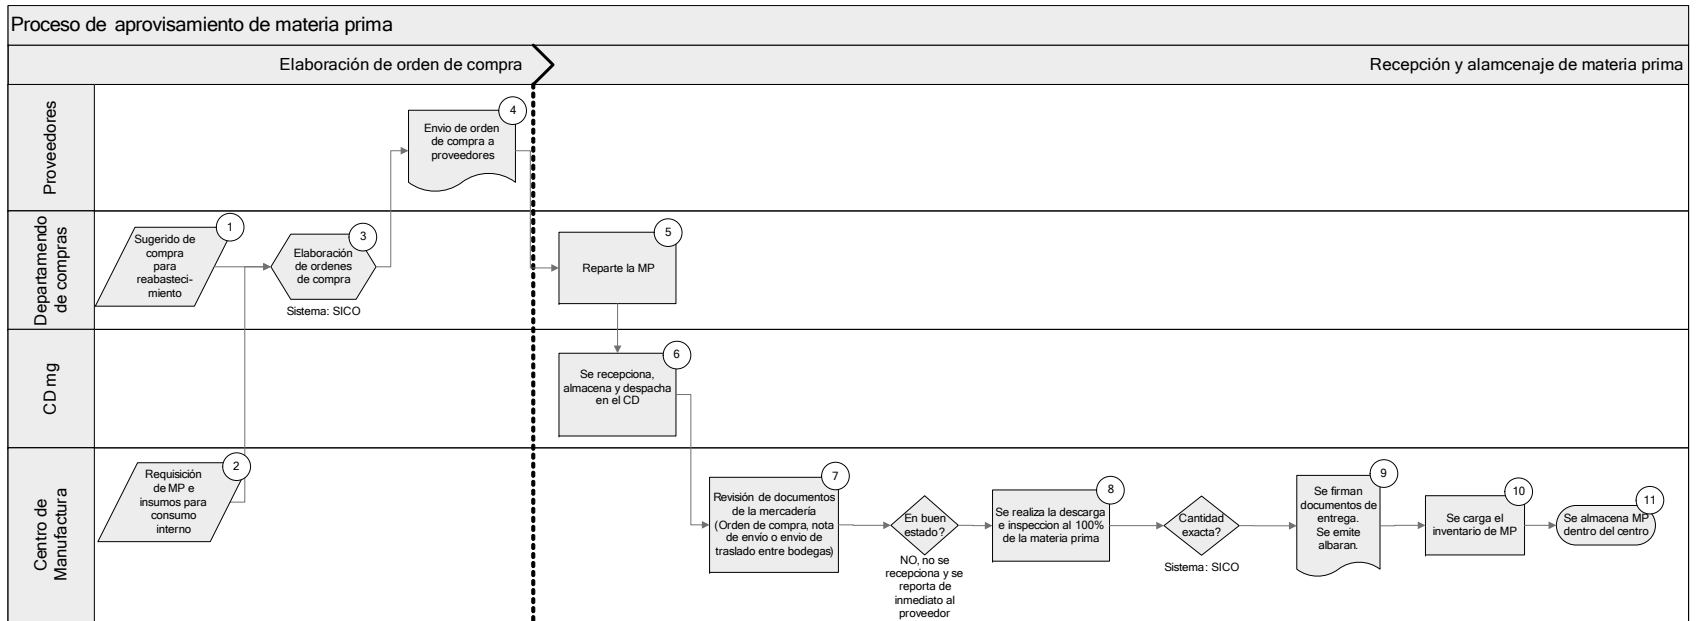 Proceso de aprovisamiento de materia prima
Elaboración de orden de compra
Recepción y alamcenaje de materia prima
Proveedores
4
Envio de orden
de compra a
proveedores
Departamendo
de compras
1
Sugerido de
compra
para
reabasteci-
miento
3
Elaboración
de ordenes
de compra
Sistema: SICO
5
Reparte la MP
CD mg
6
Se recepciona,
almacena y despacha
en el CD
Centro de
Manufactura
2
Requisición
de MP e
insumos para
consumo
interno
7
Revisión de documentos
de la mercadería
(Orden de compra, nota
de envío o envio de
traslado entre bodegas)
En buen
estado?
NO, no se
recepciona y se
reporta de
inmediato al
proveedor
8
Se realiza la descarga
e inspeccion al 100%
de la materia prima
Cantidad
exacta?
Sistema: SICO
9
Se firman
documentos de
entrega.
Se emite
albaran.
10
Se carga el
inventario de MP
11
Se almacena MP
dentro del centro